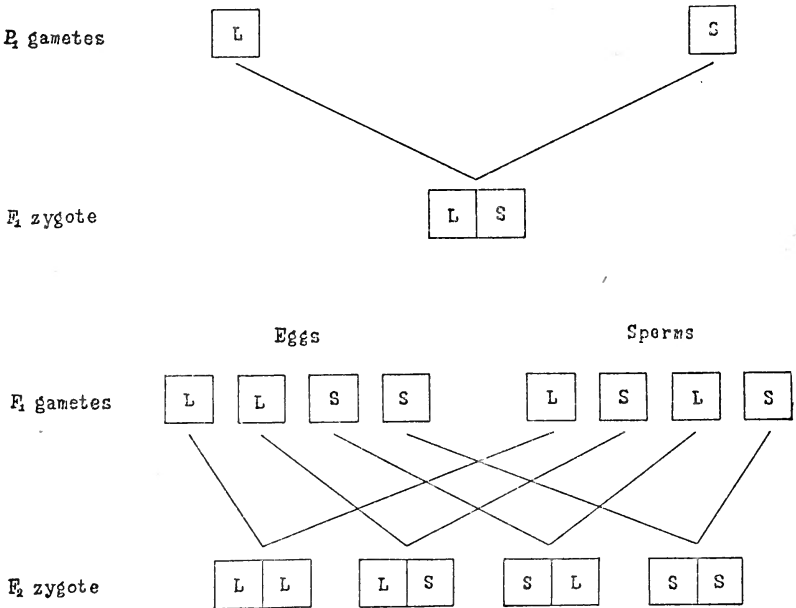 P₁ gametes L S
F₁ zygote L S
Eggs Sperms
F₁ gametes L L S S L S L S
F₂ zygote L L L S S L S S